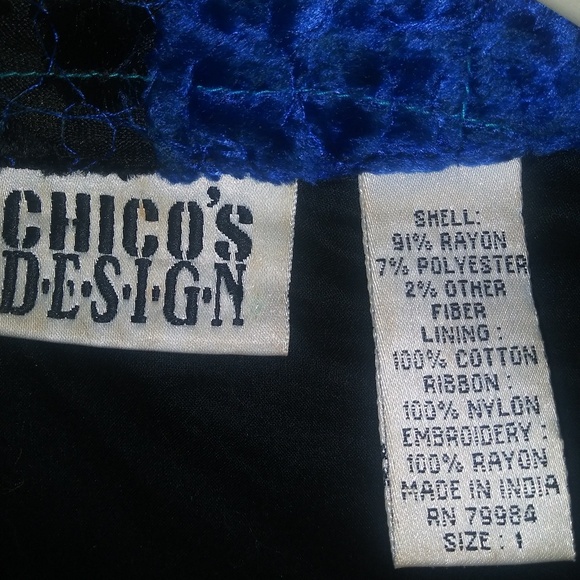 CHICO'S
D·E·S·I·G·N
SHELL:
91% RAYON
7% POLYESTER
2% OTHER
FIBER
LINING:
100% COTTON
RIBBON:
100% NYLON
EMBROIDERY:
100% RAYON
MADE IN INDIA
RN 79984
SIZE: 1